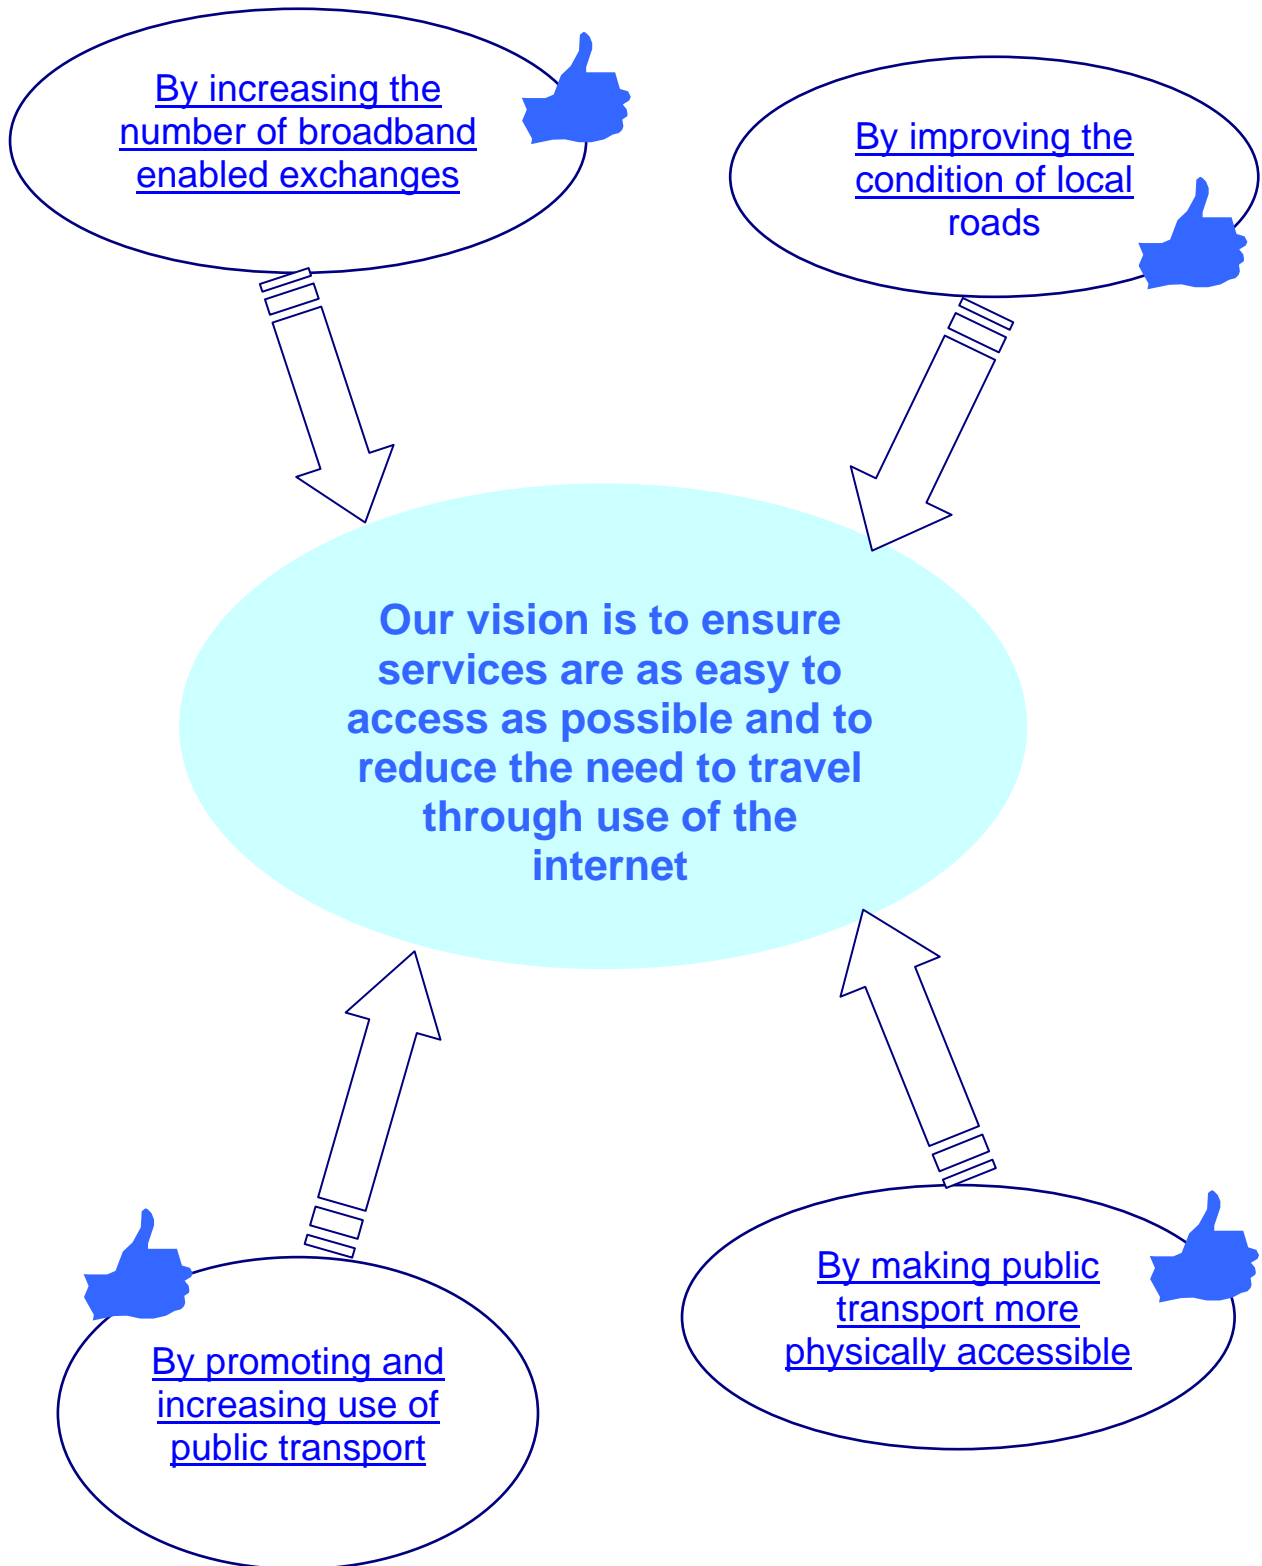 By increasing the
number of broadband
enabled exchanges
By improving the
condition of local
roads
Our vision is to ensure
services are as easy to
access as possible and to
reduce the need to travel
through use of the
internet
By making public
transport more
physically accessible
By promoting and
increasing use of
public transport